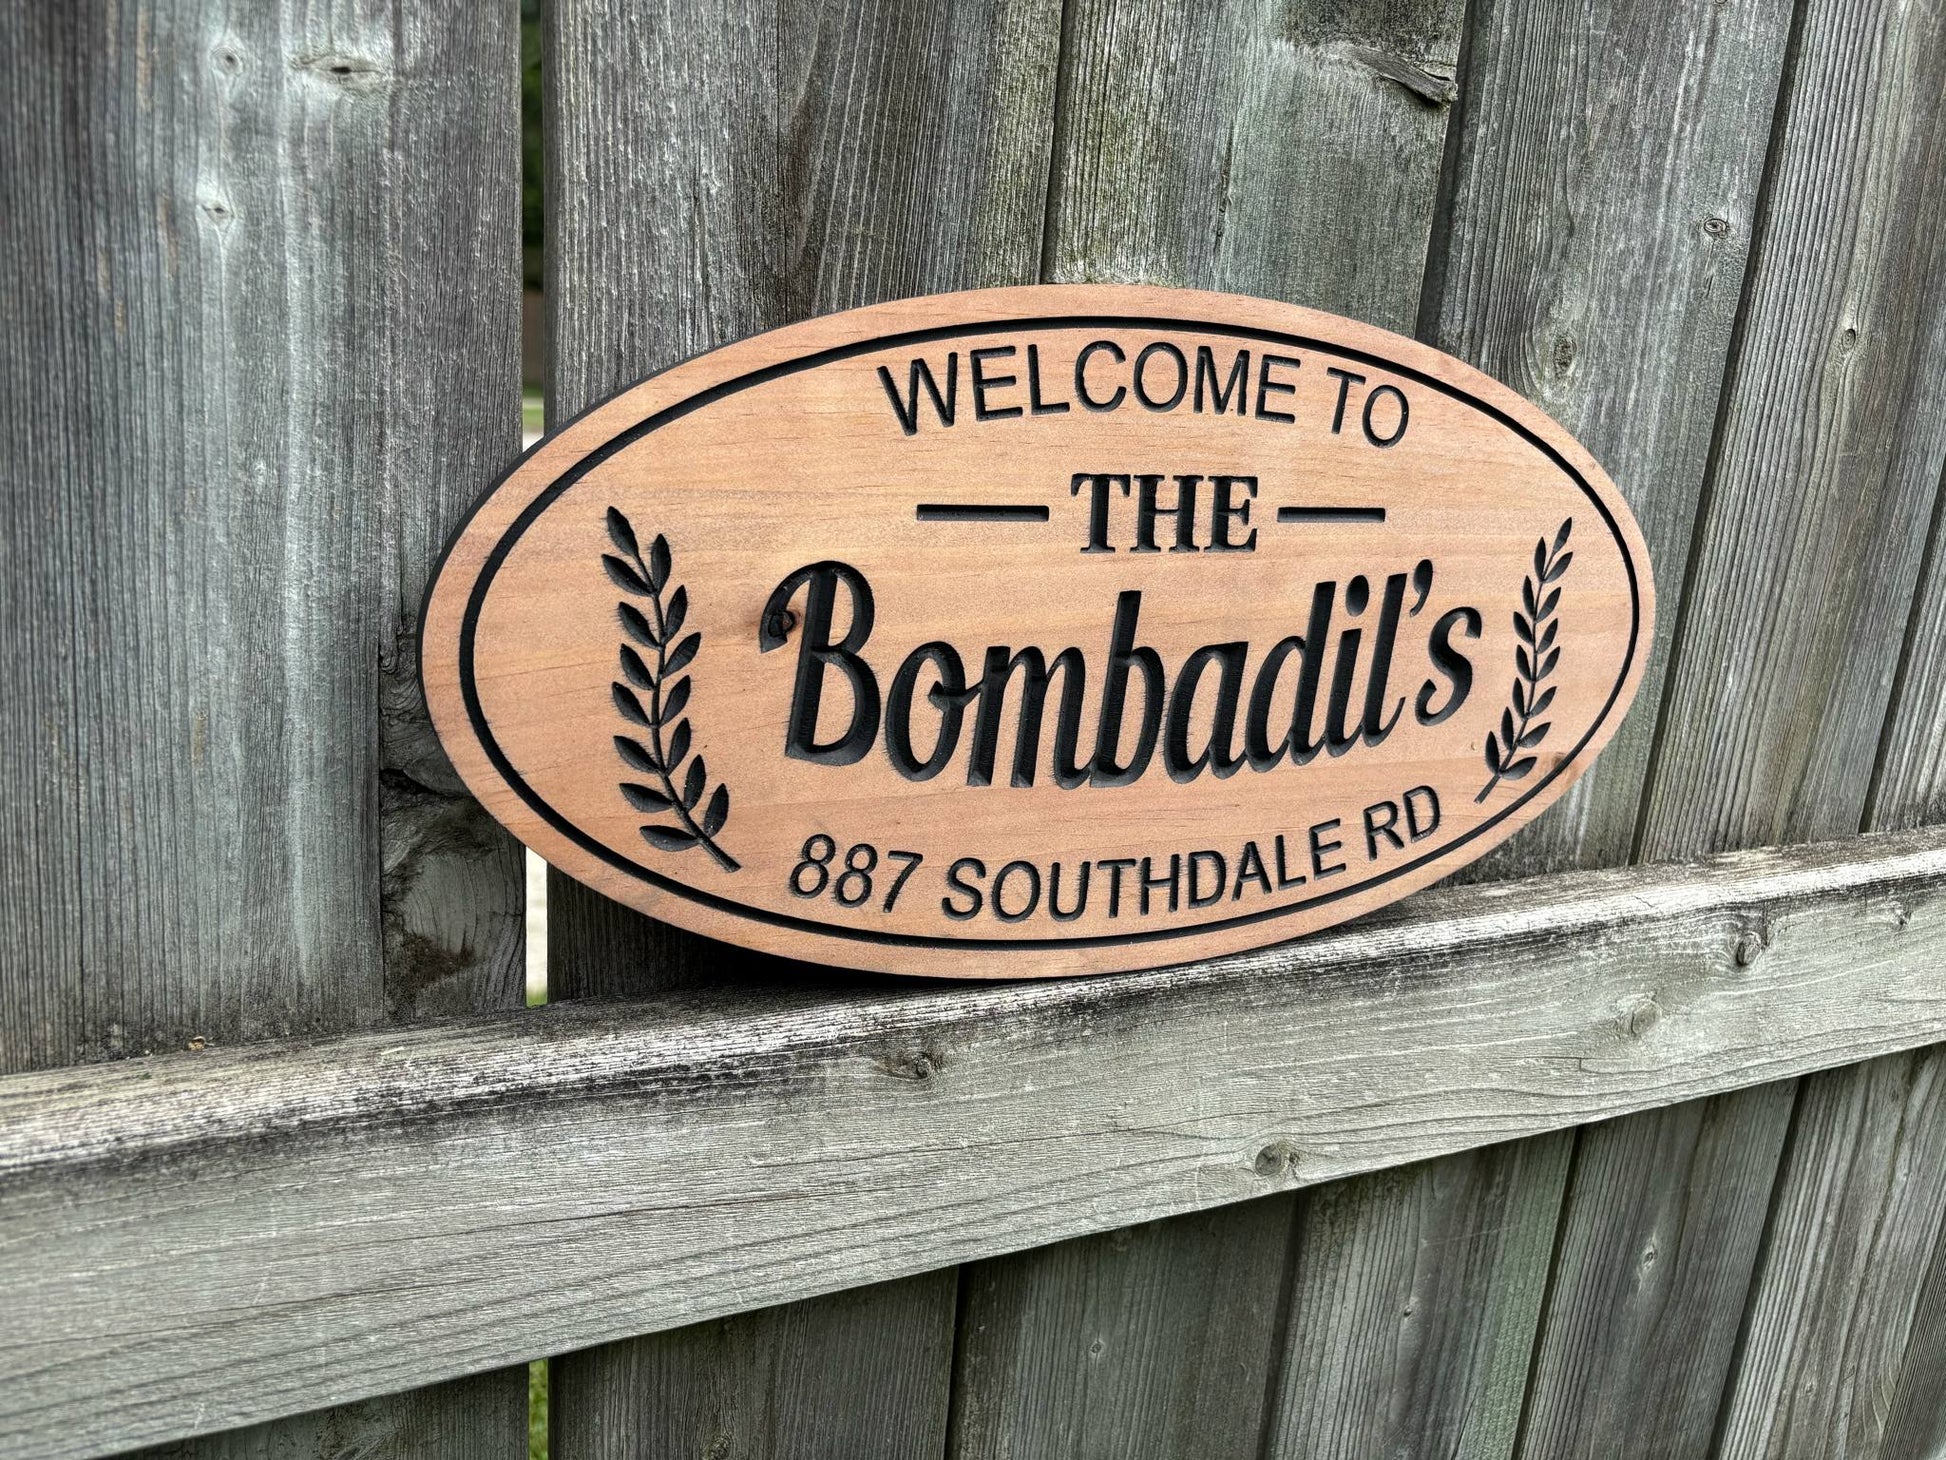 WELCOME TO
THE
Bombadil's
887 SOUTHDALE RD